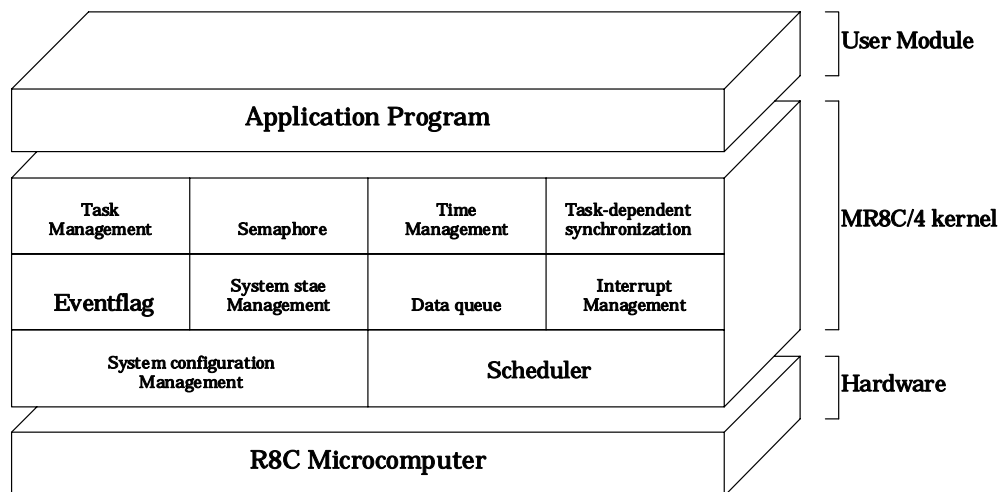 User Module
Application Program
Task
Management
Semaphore
Time
Management
Task-dependent
synchronization
MR8C/4 kernel
Eventflag
System stae
Management
Data queue
Interrupt
Management
System configuration
Management
Scheduler
Hardware
R8C Microcomputer